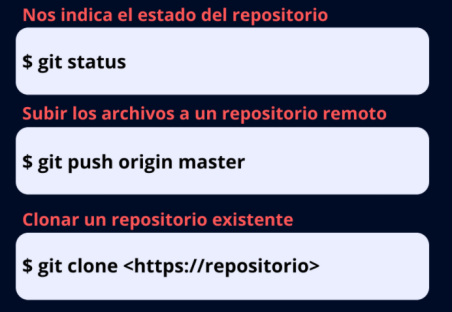 Nos indica el estado del repositorio
$ git status
Subir los archivos a un repositorio remoto
$ git push origin master
Clonar un repositorio existente
$ git clone <https://repositorio>